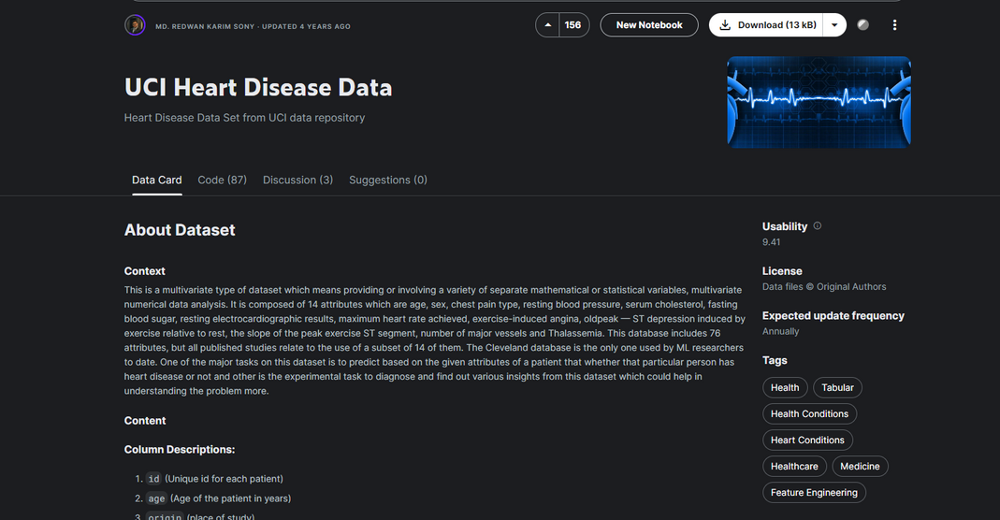 MD. REDWAN KARIM SONY · UPDATED 4 YEARS AGO
156
New Notebook
Download (13 kB)
UCI Heart Disease Data
Heart Disease Data Set from UCI data repository
Data Card
Code (87)
Discussion (3)
Suggestions (0)
About Dataset
Context
This is a multivariate type of dataset which means providing or involving a variety of separate mathematical or statistical variables, multivariate
numerical data analysis. It is composed of 14 attributes which are age, sex, chest pain type, resting blood pressure, serum cholesterol, fasting
blood sugar, resting electrocardiographic results, maximum heart rate achieved, exercise-induced angina, oldpeak — ST depression induced by
exercise relative to rest, the slope of the peak exercise ST segment, number of major vessels and Thalassemia. This database includes 76
attributes, but all published studies relate to the use of a subset of 14 of them. The Cleveland database is the only one used by ML researchers
to date. One of the major tasks on this dataset is to predict based on the given attributes of a patient that whether that particular person has
heart disease or not and other is the experimental task to diagnose and find out various insights from this dataset which could help in
understanding the problem more.
Content
Column Descriptions:
1. id (Unique id for each patient)
2. age (Age of the patient in years)
3. origin (place of study)
Usability
9.41
License
Data files © Original Authors
Expected update frequency
Annually
Tags
Health
Tabular
Health Conditions
Heart Conditions
Healthcare
Medicine
Feature Engineering